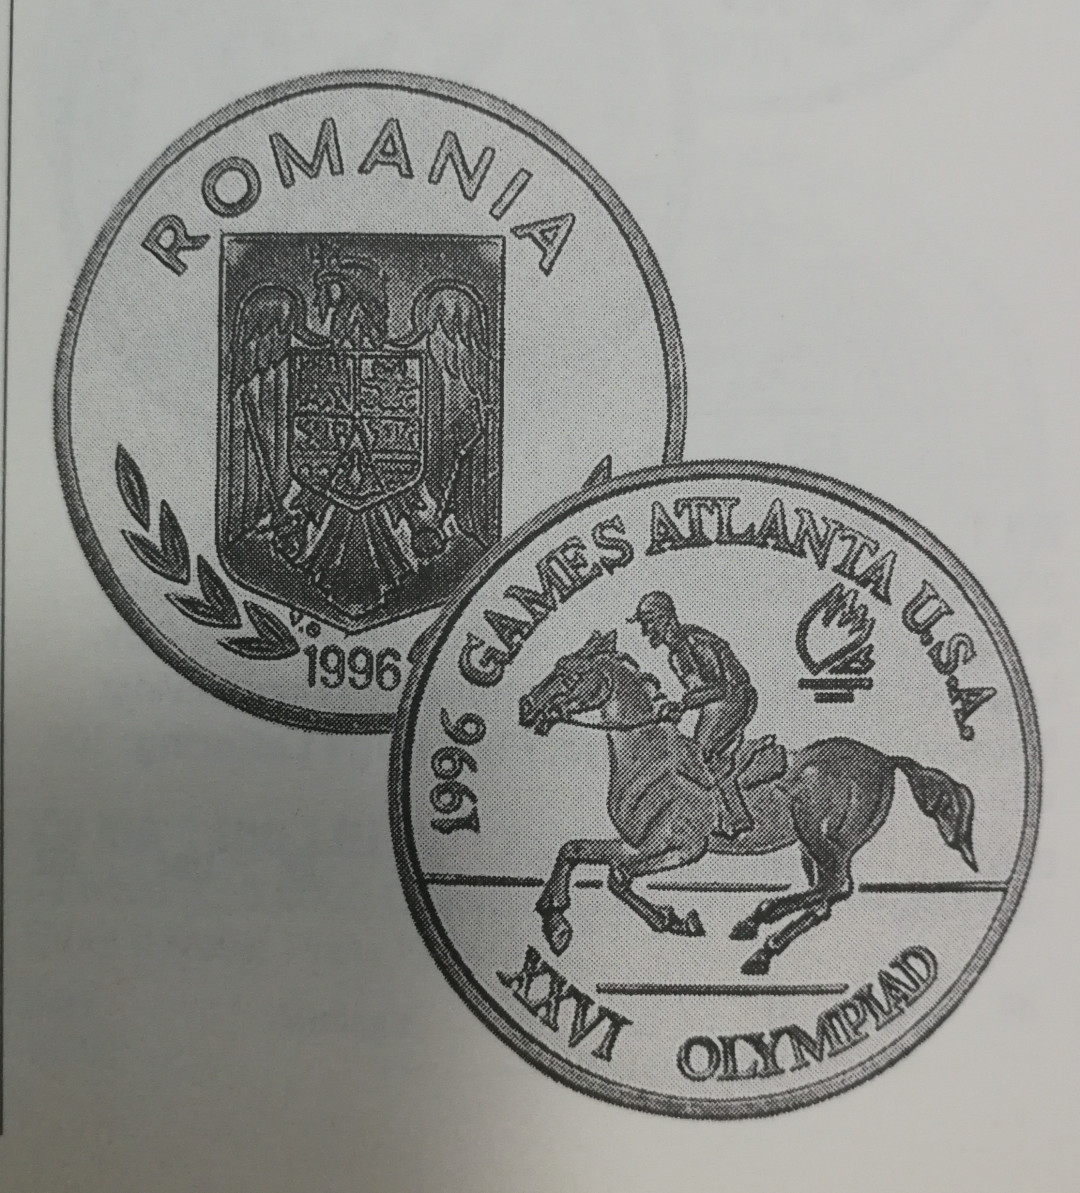 ROMANIA
V.G
1996
1996 GAMES ATLANTA U.S.A.
XXVI OLYMPIAD